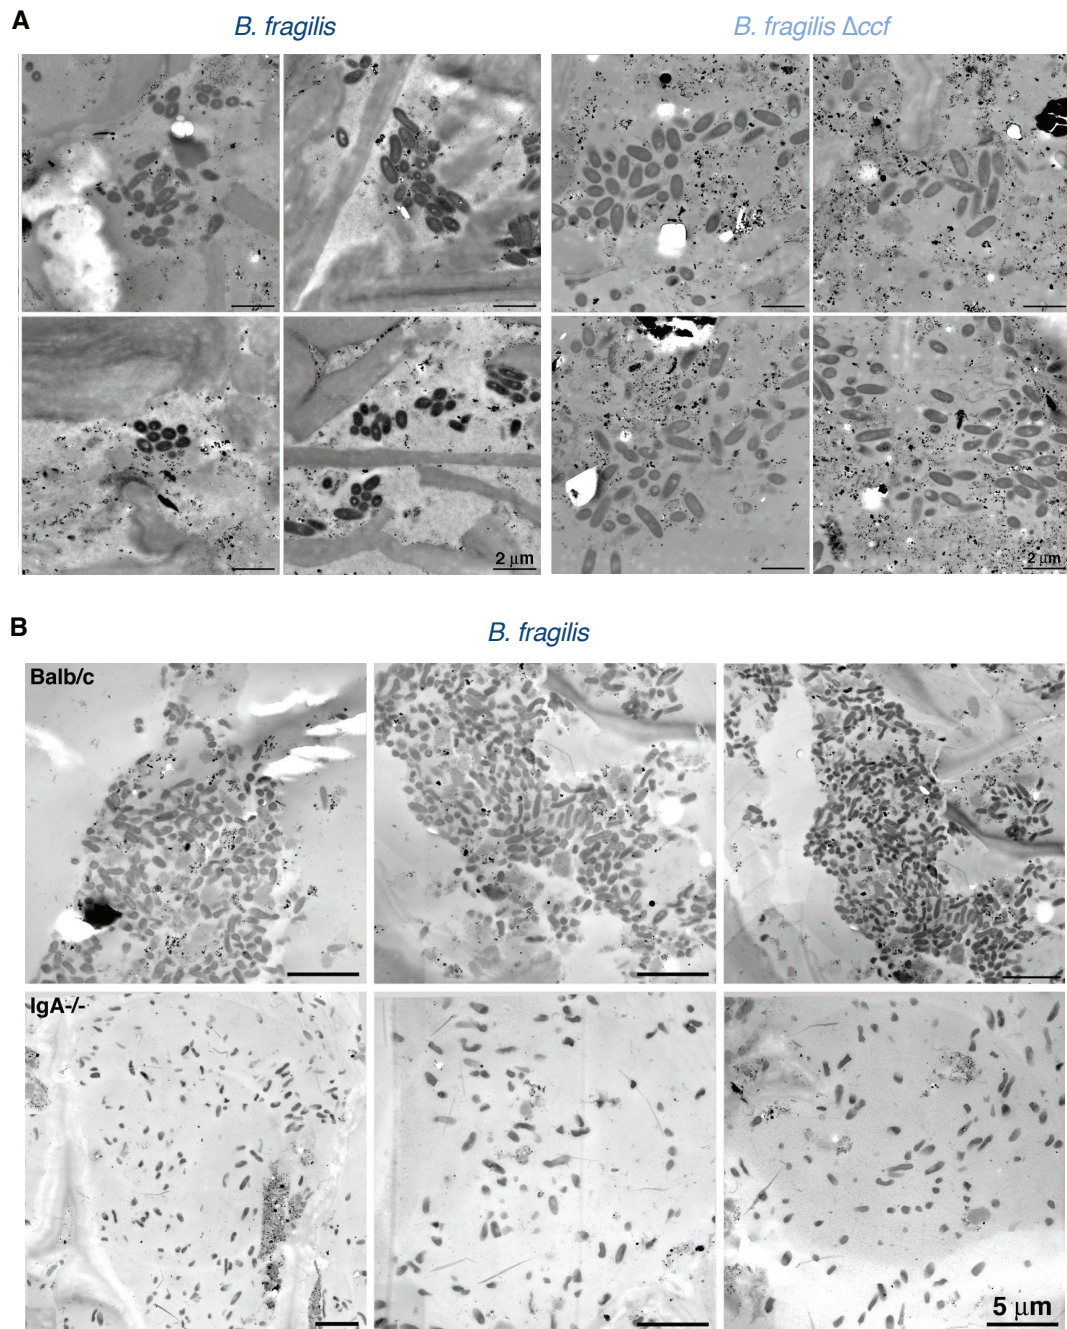 A
B. fragilis
B. fragilis Δccf
2 μm
2 μm
B
B. fragilis
Balb/c
IgA-/-
5 μm